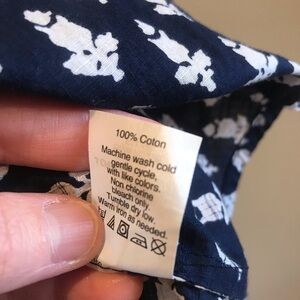 100% Coton
Machine wash cold
gentle cycle,
with like colors.
Non chlorine
bleach only.
Tumble dry low.
Warm iron as needed.